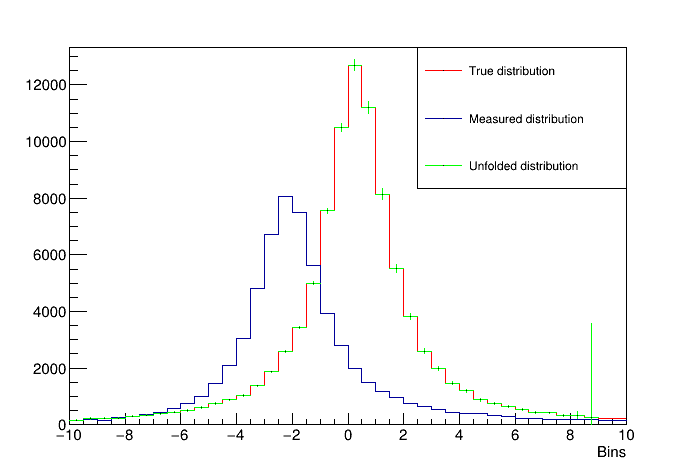 True distribution
Measured distribution
Unfolded distribution
12000
10000
8000
6000
4000
2000
0
−10 −8 −6 −4 −2 0 2 4 6 8 10
Bins